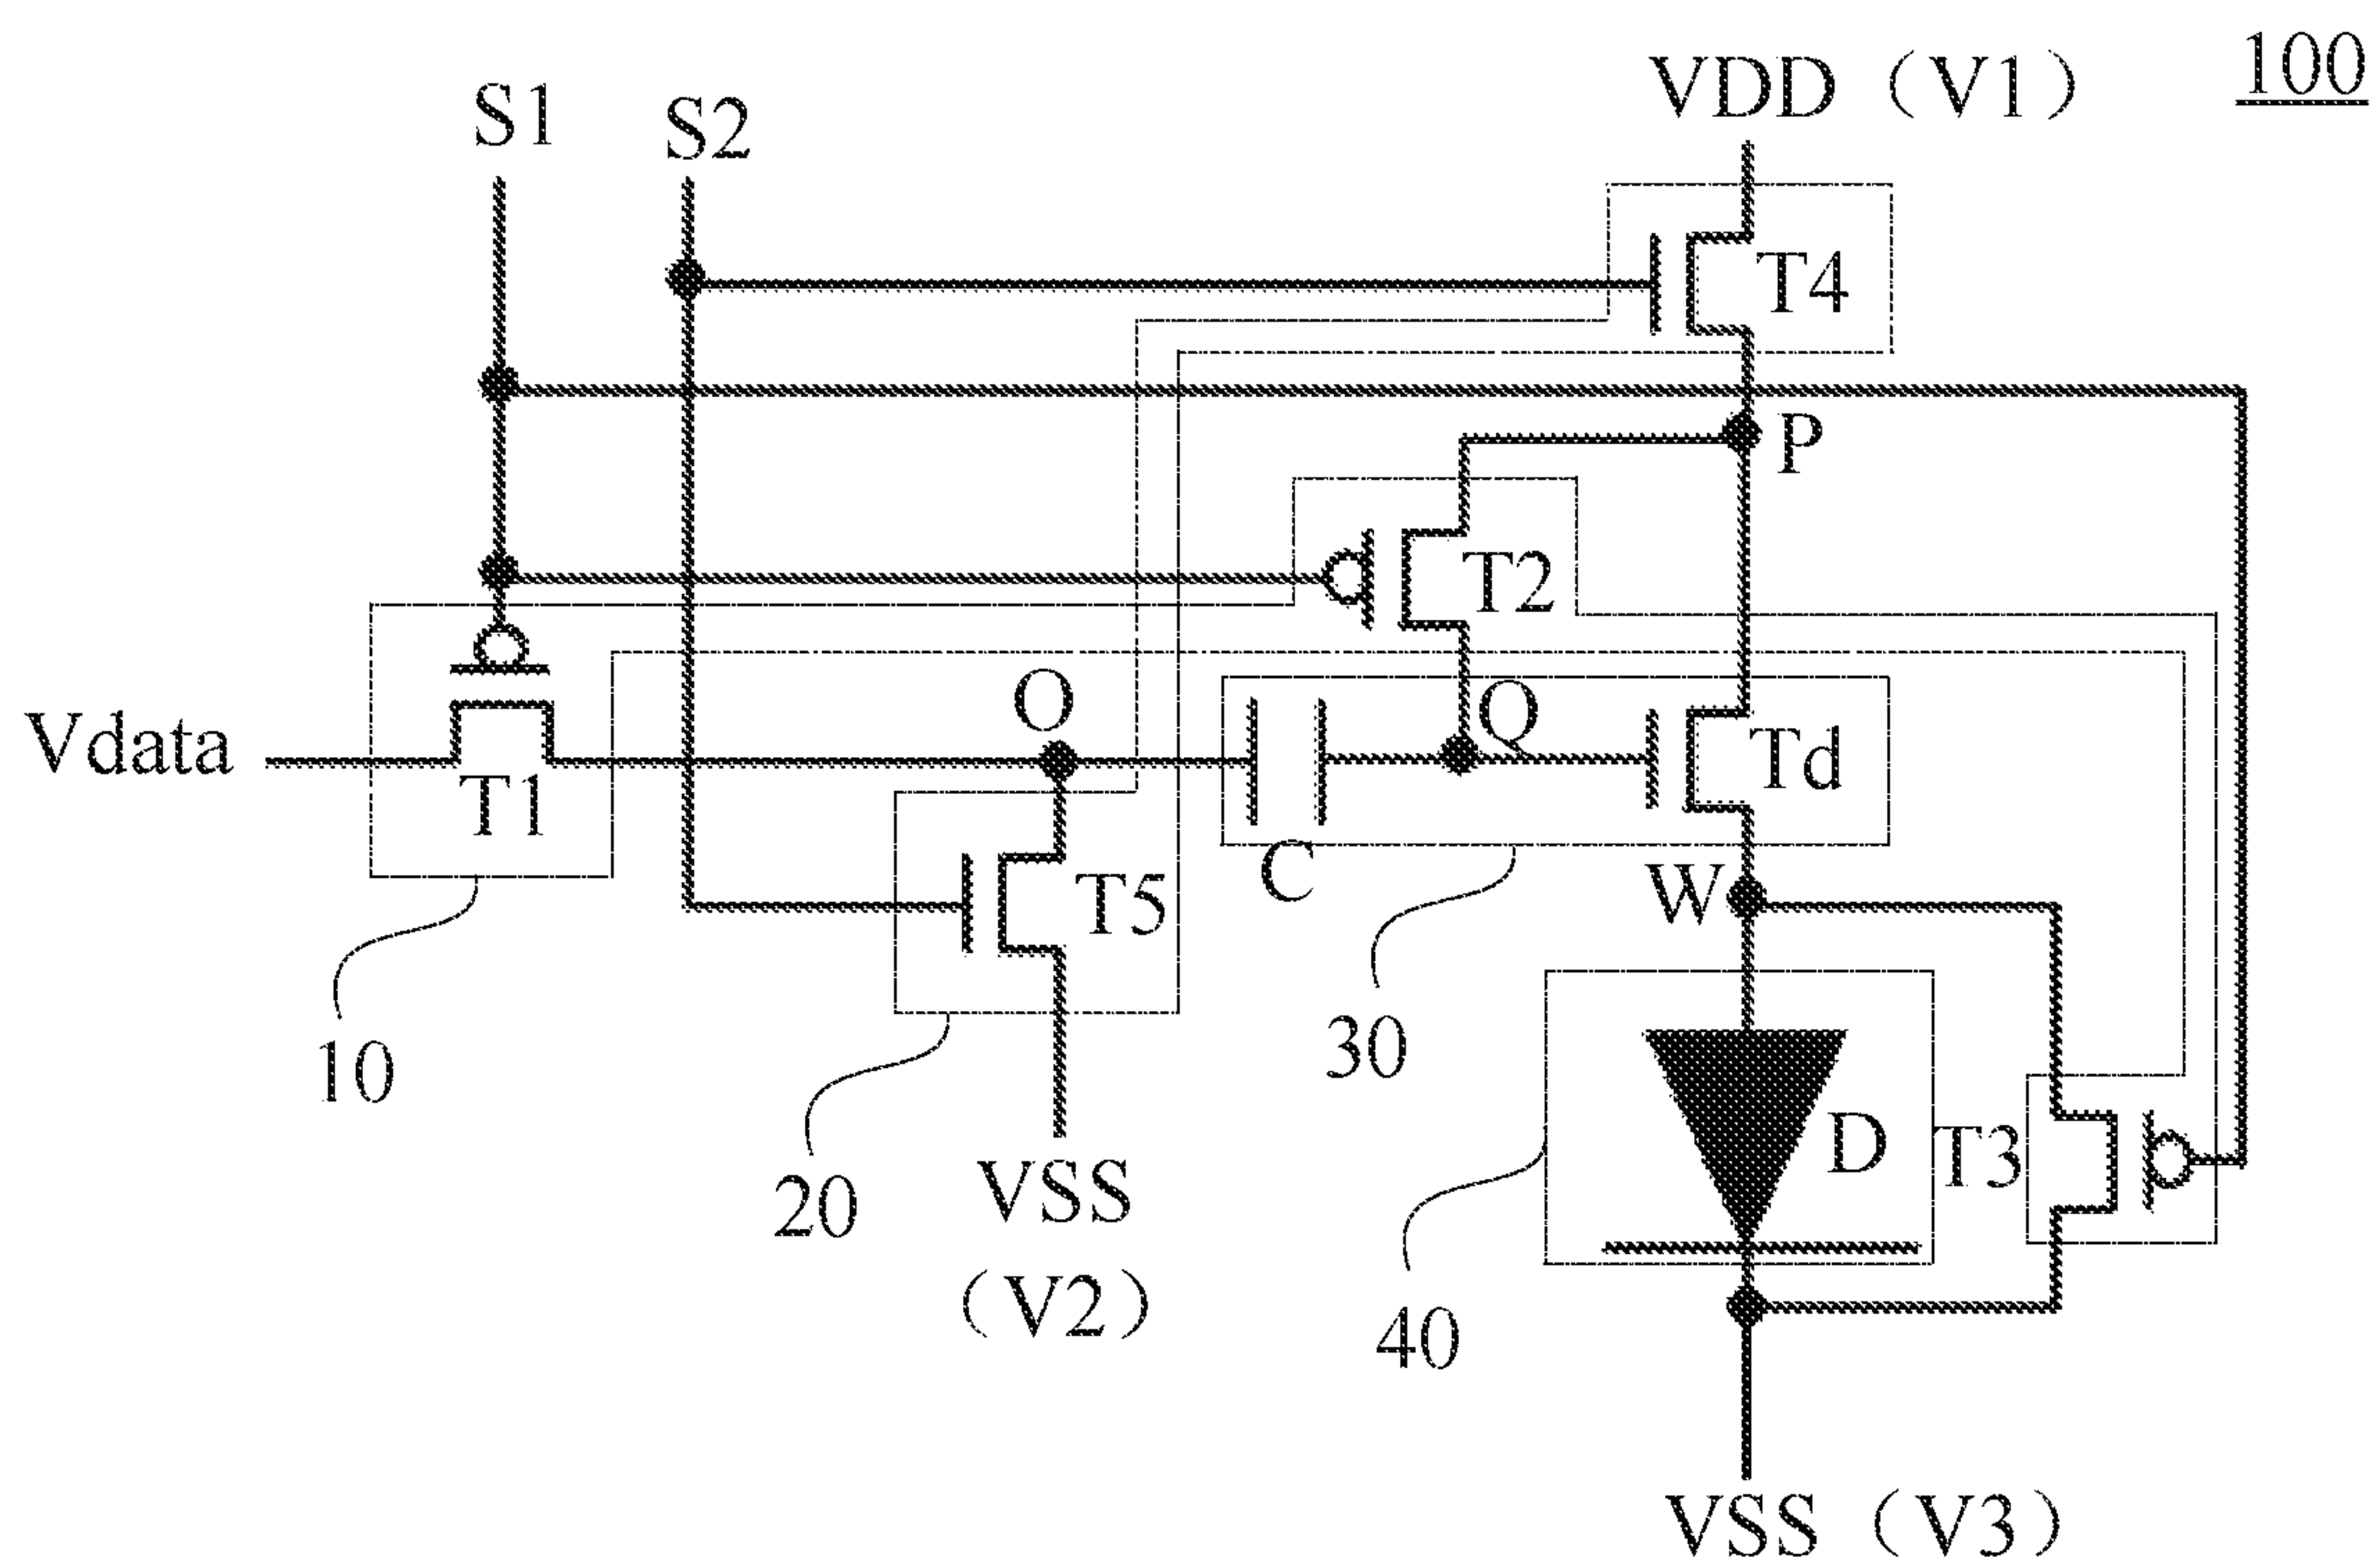 100
VDD（V1）
S1
S2
T4
P
T2
O
Q
Vdata
Td
T1
C
T5
W
10
30
D
T3
20
VSS
（V2）
40
VSS（V3）